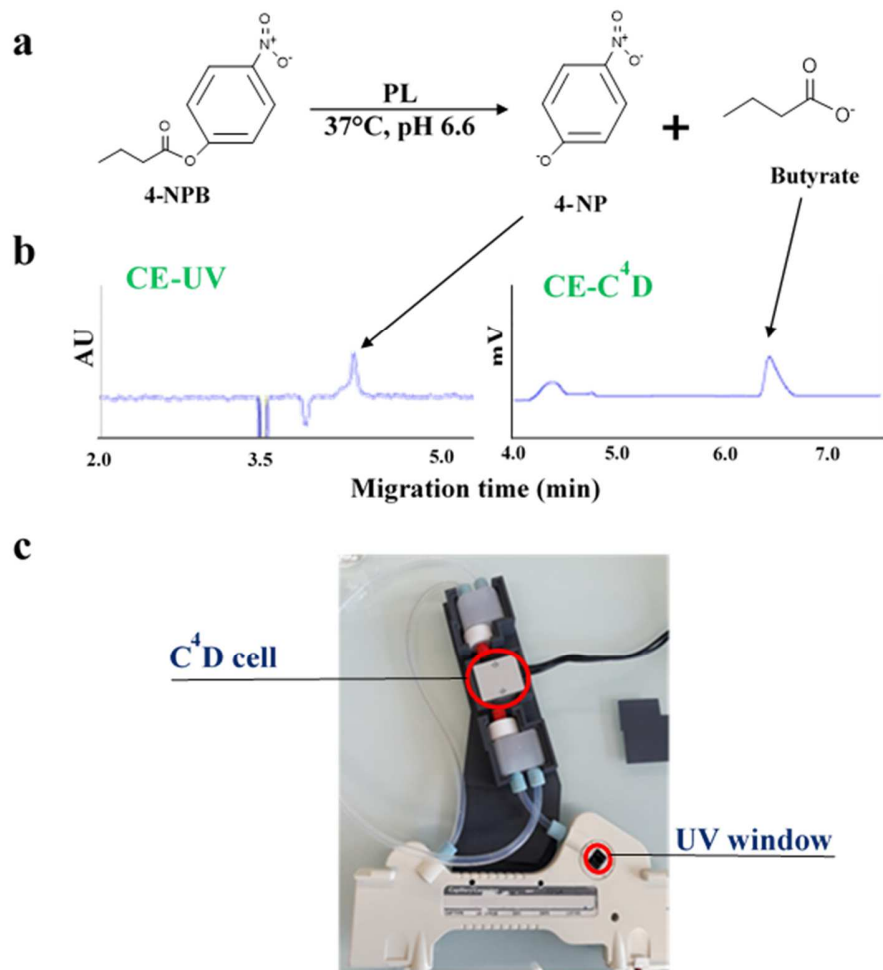 a
O
N⁺
O⁻
O
O
4-NPB
PL
37°C, pH 6.6
O
N⁺
O⁻
⁻O
4-NP
+
O
O⁻
Butyrate
b
CE-UV
AU
2.0
3.5
5.0
CE-C⁴D
mV
4.0
5.0
6.0
7.0
Migration time (min)
c
C⁴D cell
UV window